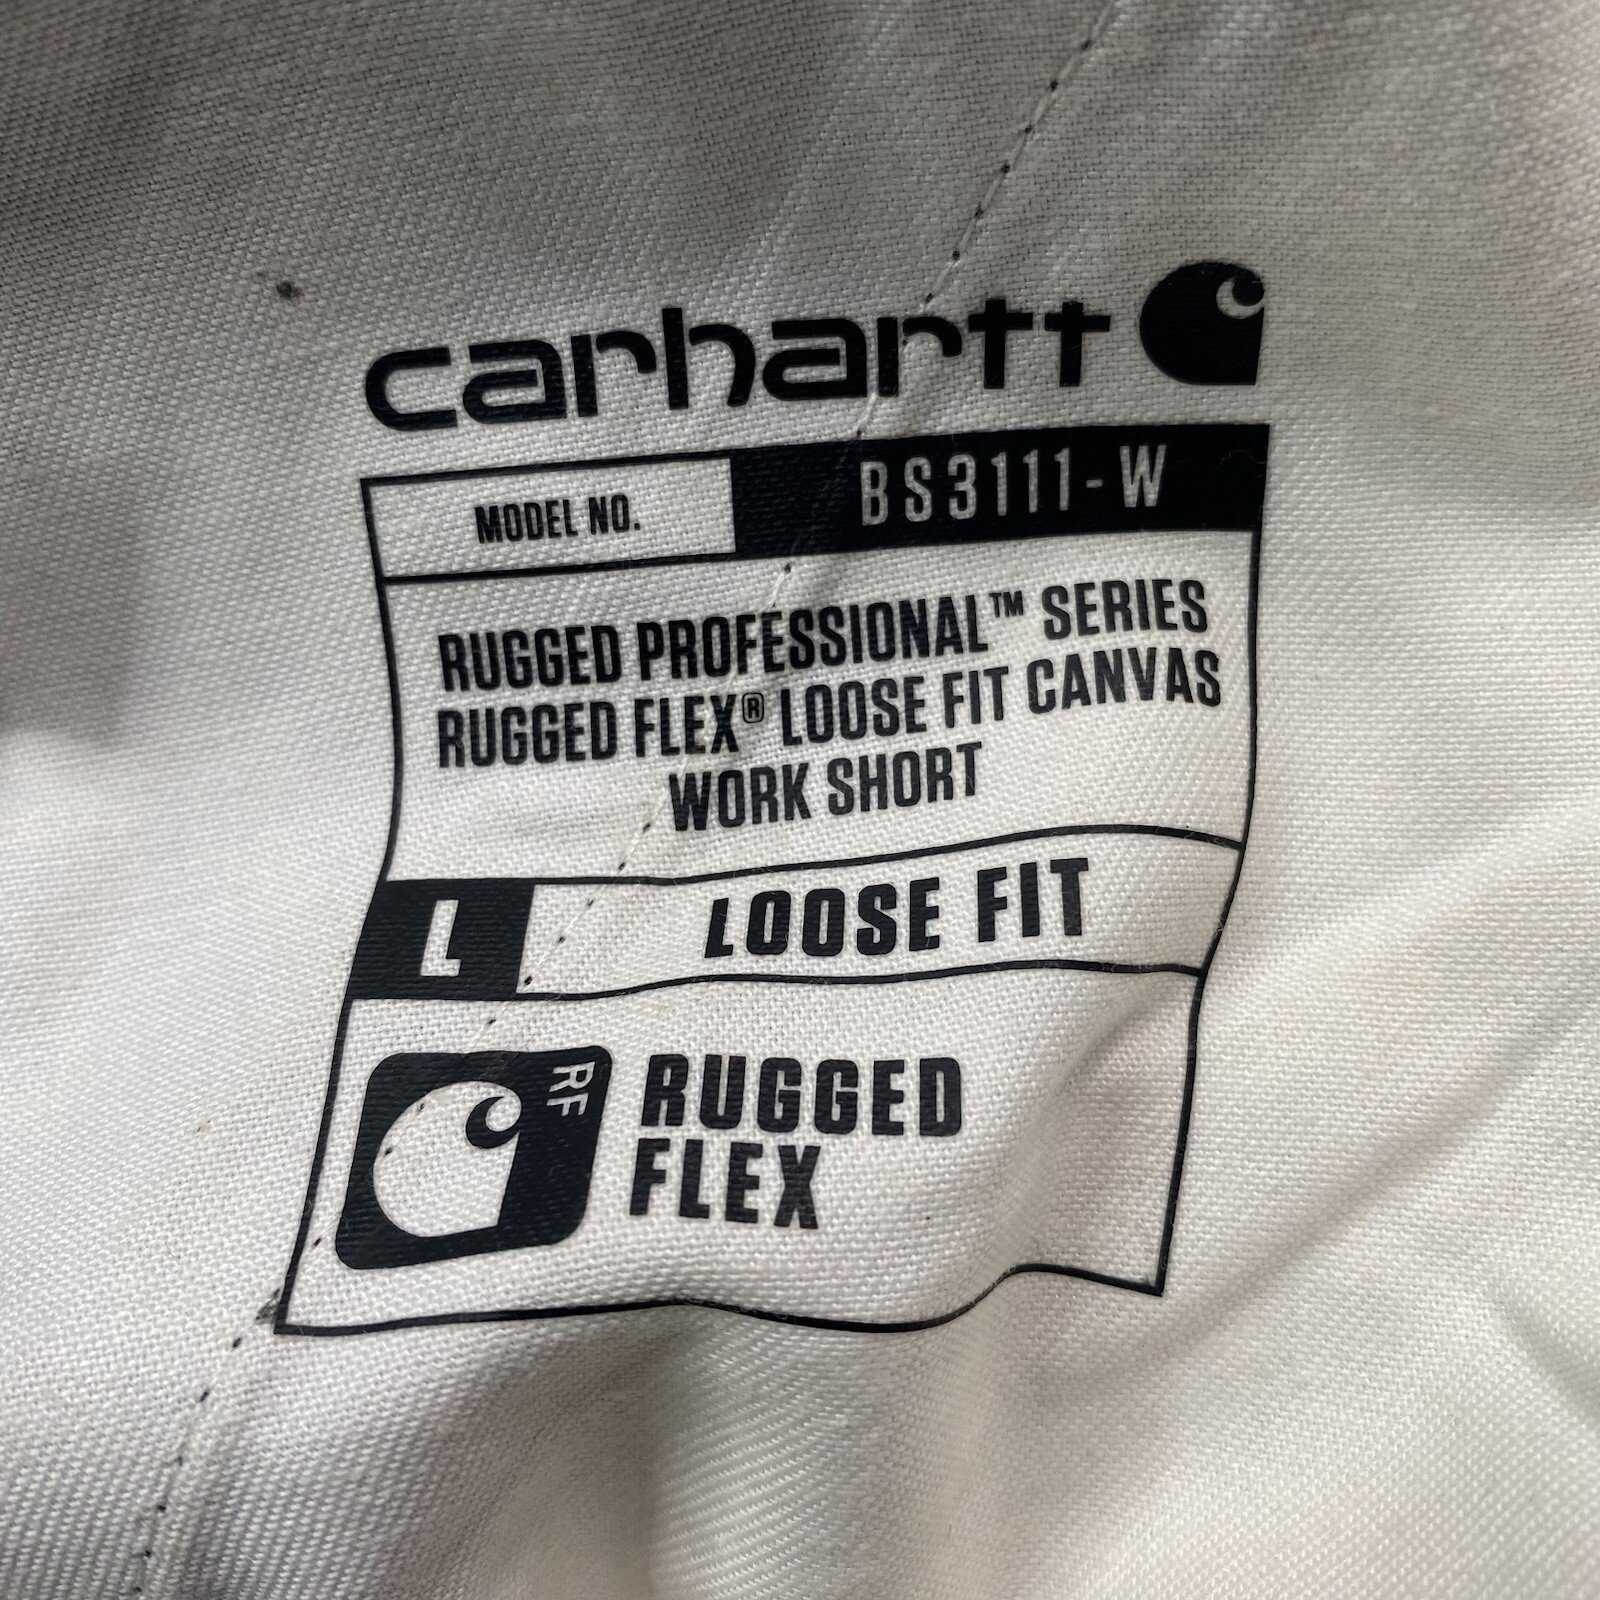 carhartt
MODEL NO. BS3111-W
RUGGED PROFESSIONAL™ SERIES
RUGGED FLEX® LOOSE FIT CANVAS
WORK SHORT
L LOOSE FIT
RF
RUGGED
FLEX